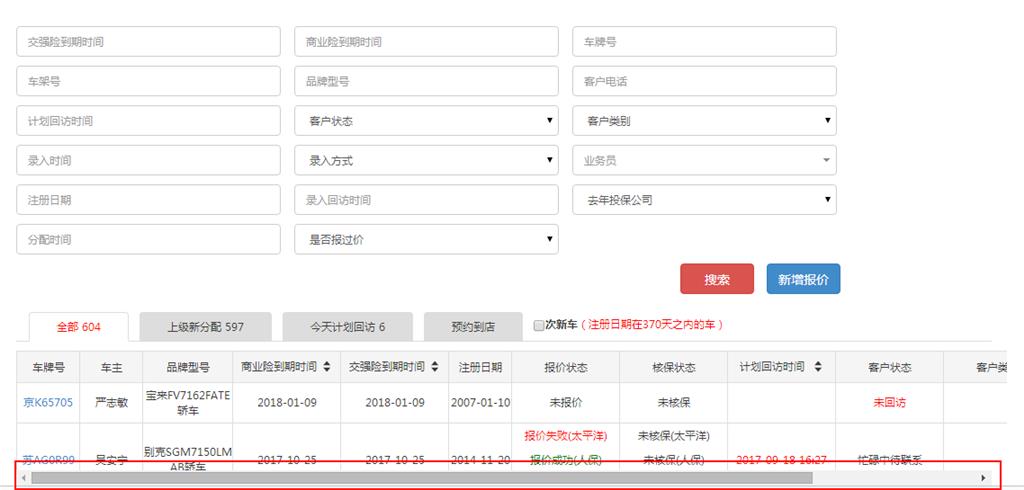 交强险到期时间 商业险到期时间 车牌号
车架号 品牌型号 客户电话
计划回访时间 客户状态 客户类别
录入时间 录入方式 业务员
注册日期 录入回访时间 去年投保公司
分配时间 是否报过价
搜索 新增报价
全部 604 上级新分配 597 今天计划回访 6 预约到店 次新车 ( 注册日期在370天之内的车 )
车牌号 车主 品牌型号 商业险到期时间 交强险到期时间 注册日期 报价状态 核保状态 计划回访时间 客户状态 客户类
京K65705 严志敏 宝来FV7162FATE 2018-01-09 2018-01-09 2007-01-10 未报价 未核保 未回访
轿车
报价失败(太平洋) 未核保(太平洋)
苏AG0R99 吴安宁 别克SGM7150LM 2017-10-25 2017-10-25 2014-11-20 报价成功(人保) 未核保(人保) 2017-09-18 16:27 忙碌中待联系
AB轿车